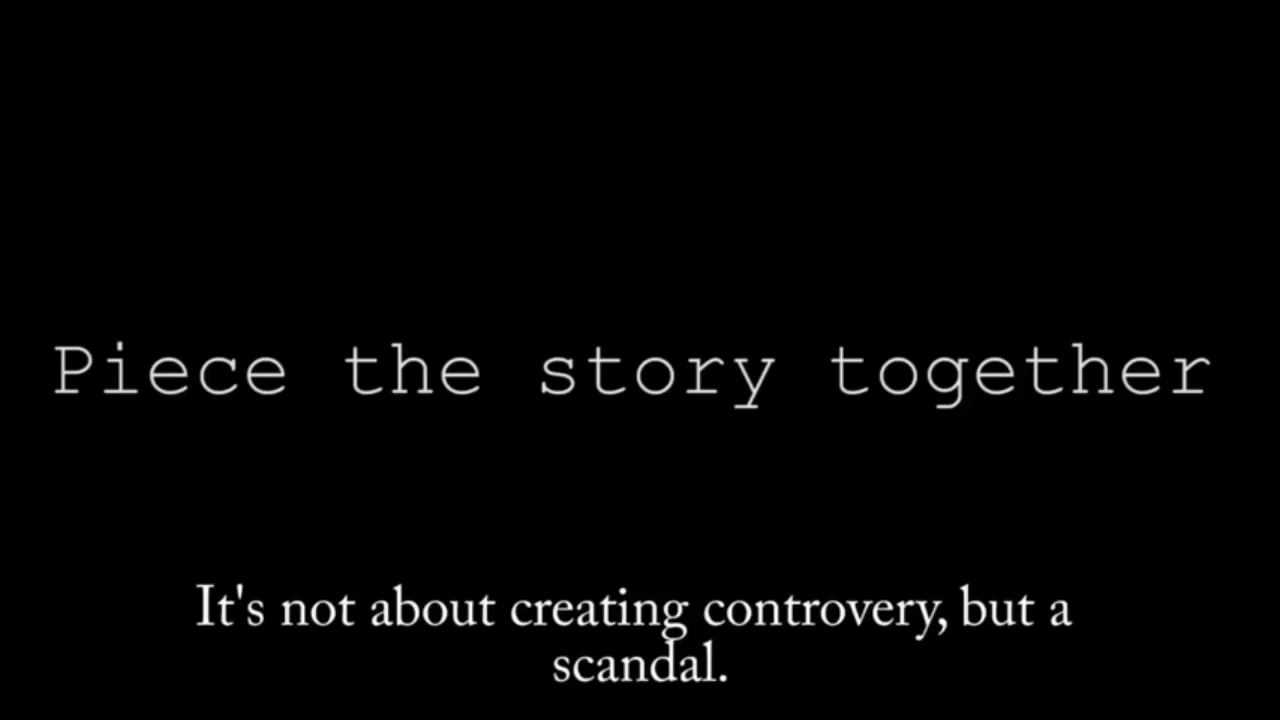 Piece the story together
It's not about creating controvery, but a
scandal.